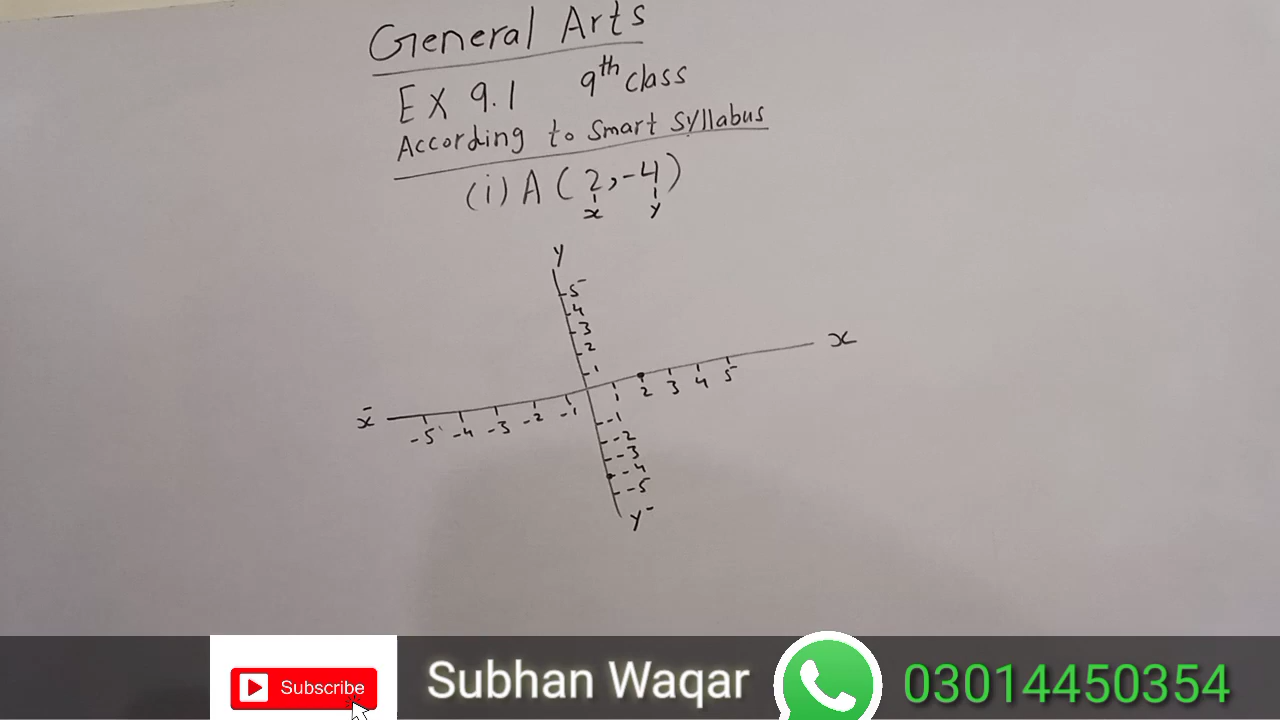 General Arts
EX 9.1 9th class
According to Smart Syllabus
(i) A (2, -4)
x y
y
5
4
3
2
1
x
x̄
-5 -4 -3 -2 -1 1 2 3 4 5
-1
-2
-3
-4
-5
y-
Subscribe Subhan Waqar 03014450354